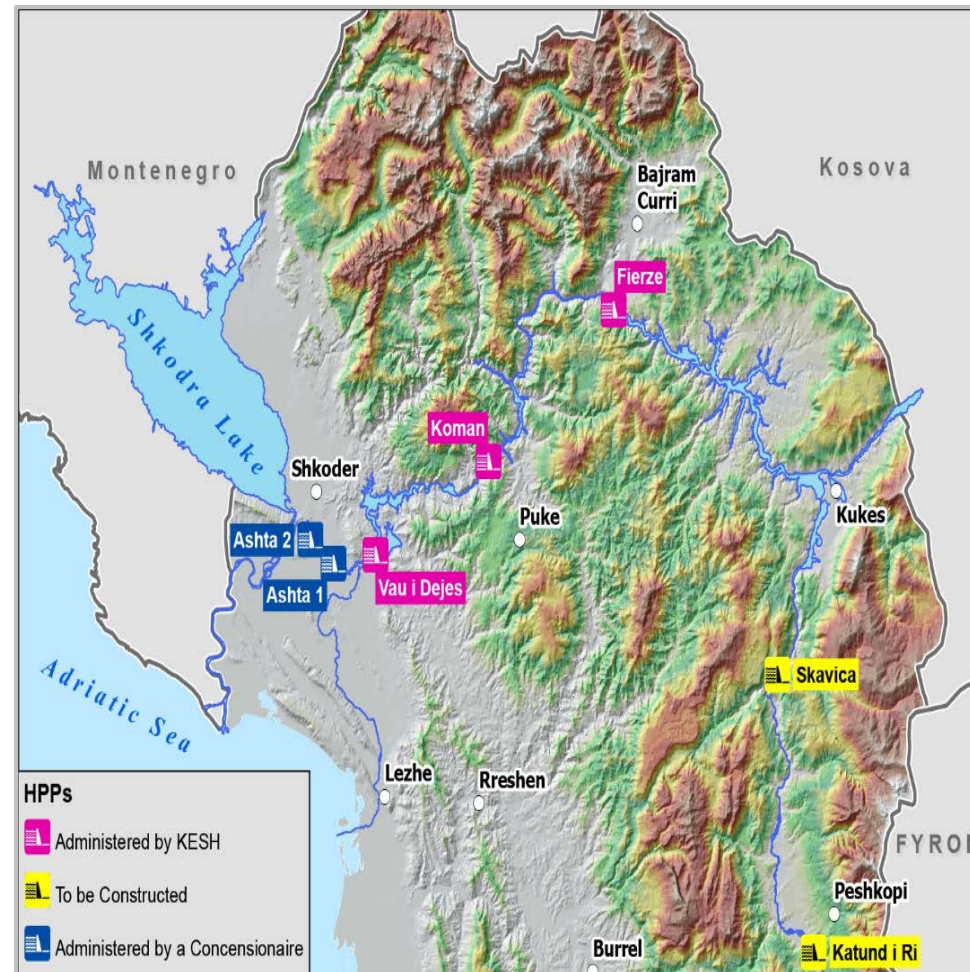 Montenegro
Kosova
Bajram
Curri
Fierze
Shkodra Lake
Koman
Shkoder
Kukes
Puke
Ashta 2
Ashta 1
Vau i Dejes
Skavica
Adriatic Sea
Lezhe
Rreshen
HPPs
Administered by KESH
FYROM
To be Constructed
Peshkopi
Administered by a Concensionaire
Burrel
Katund i Ri